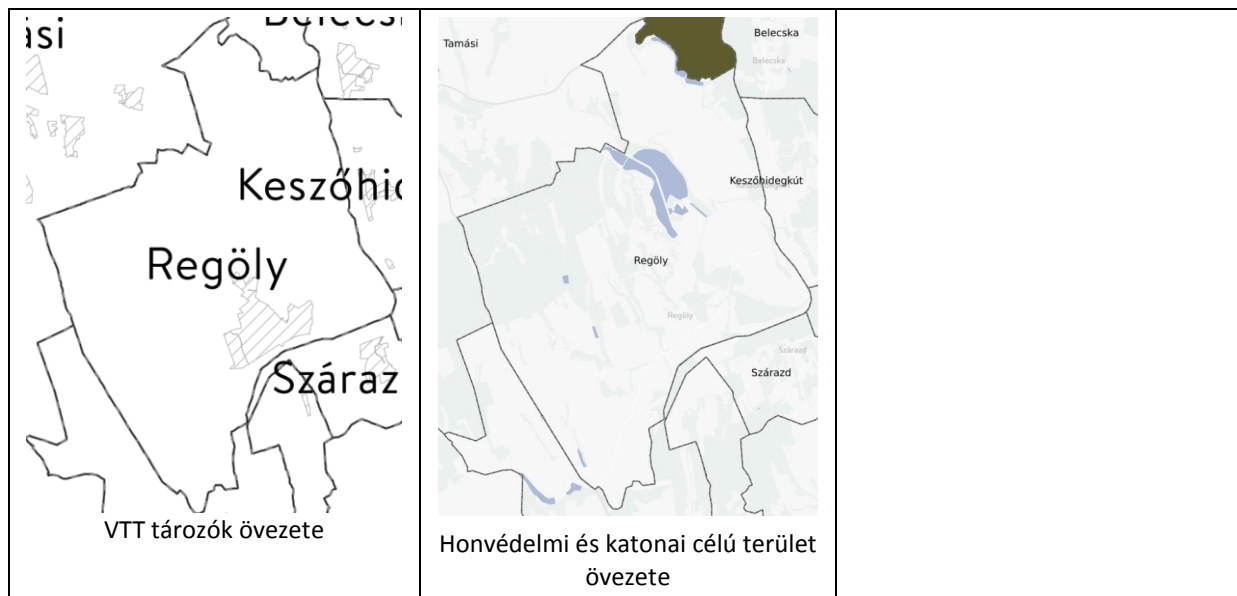 ási
Belecs
Keszőhid
Regöly
Száraz
VTT tározók övezete
Tamási
Belecska
Belecska
Keszőhidegkút
Regöly
Regöly
Szárazd
Szárazd
Honvédelmi és katonai célú terület
övezete